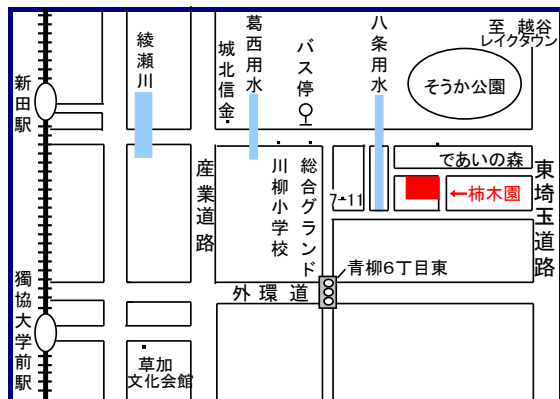 新田駅
綾瀬川
城北信金
葛西用水
バス停
八条用水
至 越谷
レイクタウン
そうか公園
であいの森
←柿木園
東埼玉道路
産業道路
川柳小学校
総合グランド
7-11
青柳6丁目東
外環道
獨協大学前駅
草加
文化会館